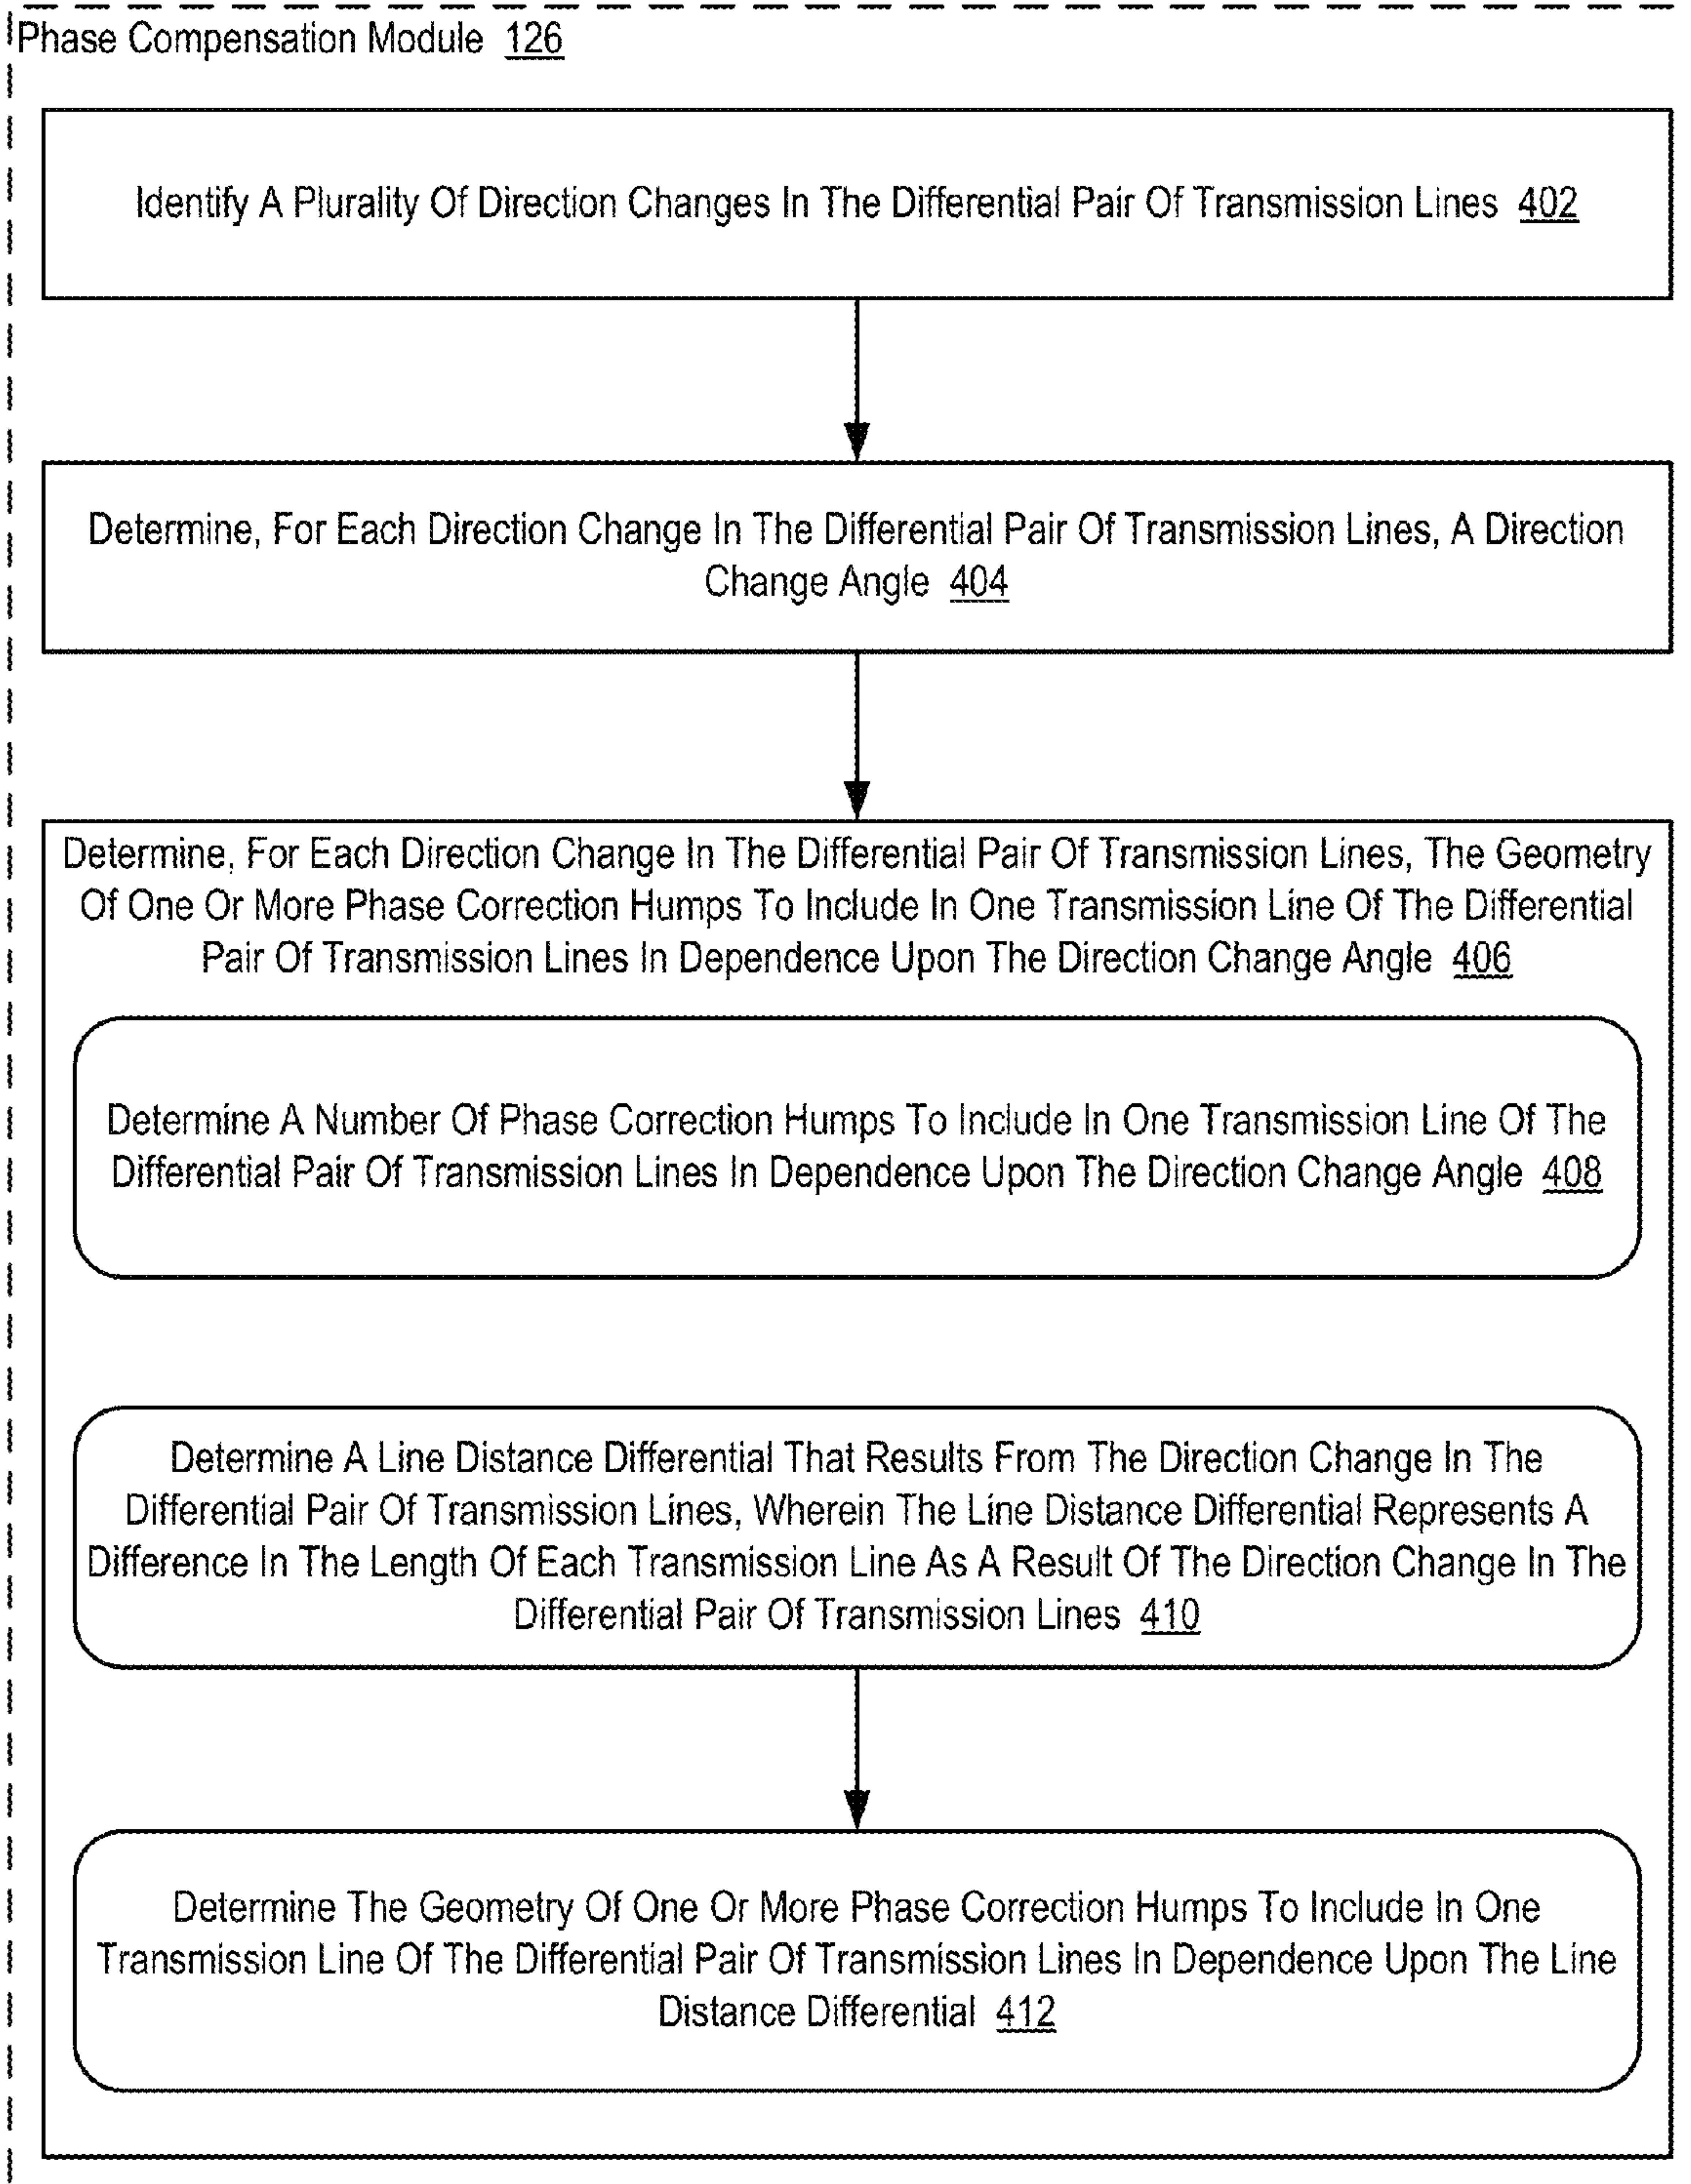 Phase Compensation Module 126
Identify A Plurality Of Direction Changes In The Differential Pair Of Transmission Lines 402
Determine, For Each Direction Change In The Differential Pair Of Transmission Lines, A Direction
Change Angle 404
Determine, For Each Direction Change In The Differential Pair Of Transmission Lines, The Geometry
Of One Or More Phase Correction Humps To Include In One Transmission Line Of The Differential
Pair Of Transmission Lines In Dependence Upon The Direction Change Angle 406
Determine A Number Of Phase Correction Humps To Include In One Transmission Line Of The
Differential Pair Of Transmission Lines In Dependence Upon The Direction Change Angle 408
Determine A Line Distance Differential That Results From The Direction Change In The
Differential Pair Of Transmission Lines, Wherein The Line Distance Differential Represents A
Difference In The Length Of Each Transmission Line As A Result Of The Direction Change In The
Differential Pair Of Transmission Lines 410
Determine The Geometry Of One Or More Phase Correction Humps To Include In One
Transmission Line Of The Differential Pair Of Transmission Lines In Dependence Upon The Line
Distance Differential 412